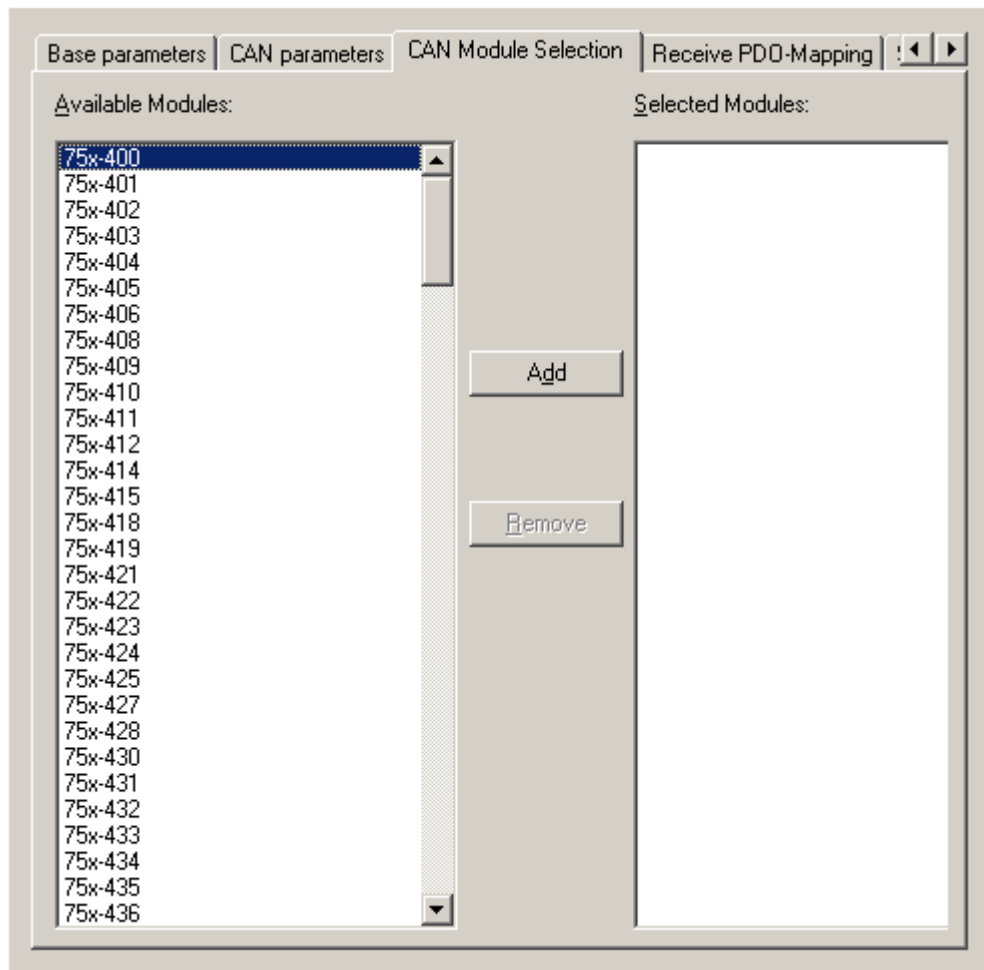 Base parameters CAN parameters CAN Module Selection Receive PDO-Mapping
Available Modules: Selected Modules:
75x-400
75x-401
75x-402
75x-403
75x-404
75x-405
75x-406
75x-408
75x-409
Add
75x-410
75x-411
75x-412
75x-414
75x-415
75x-418
Remove
75x-419
75x-421
75x-422
75x-423
75x-424
75x-425
75x-427
75x-428
75x-430
75x-431
75x-432
75x-433
75x-434
75x-435
75x-436